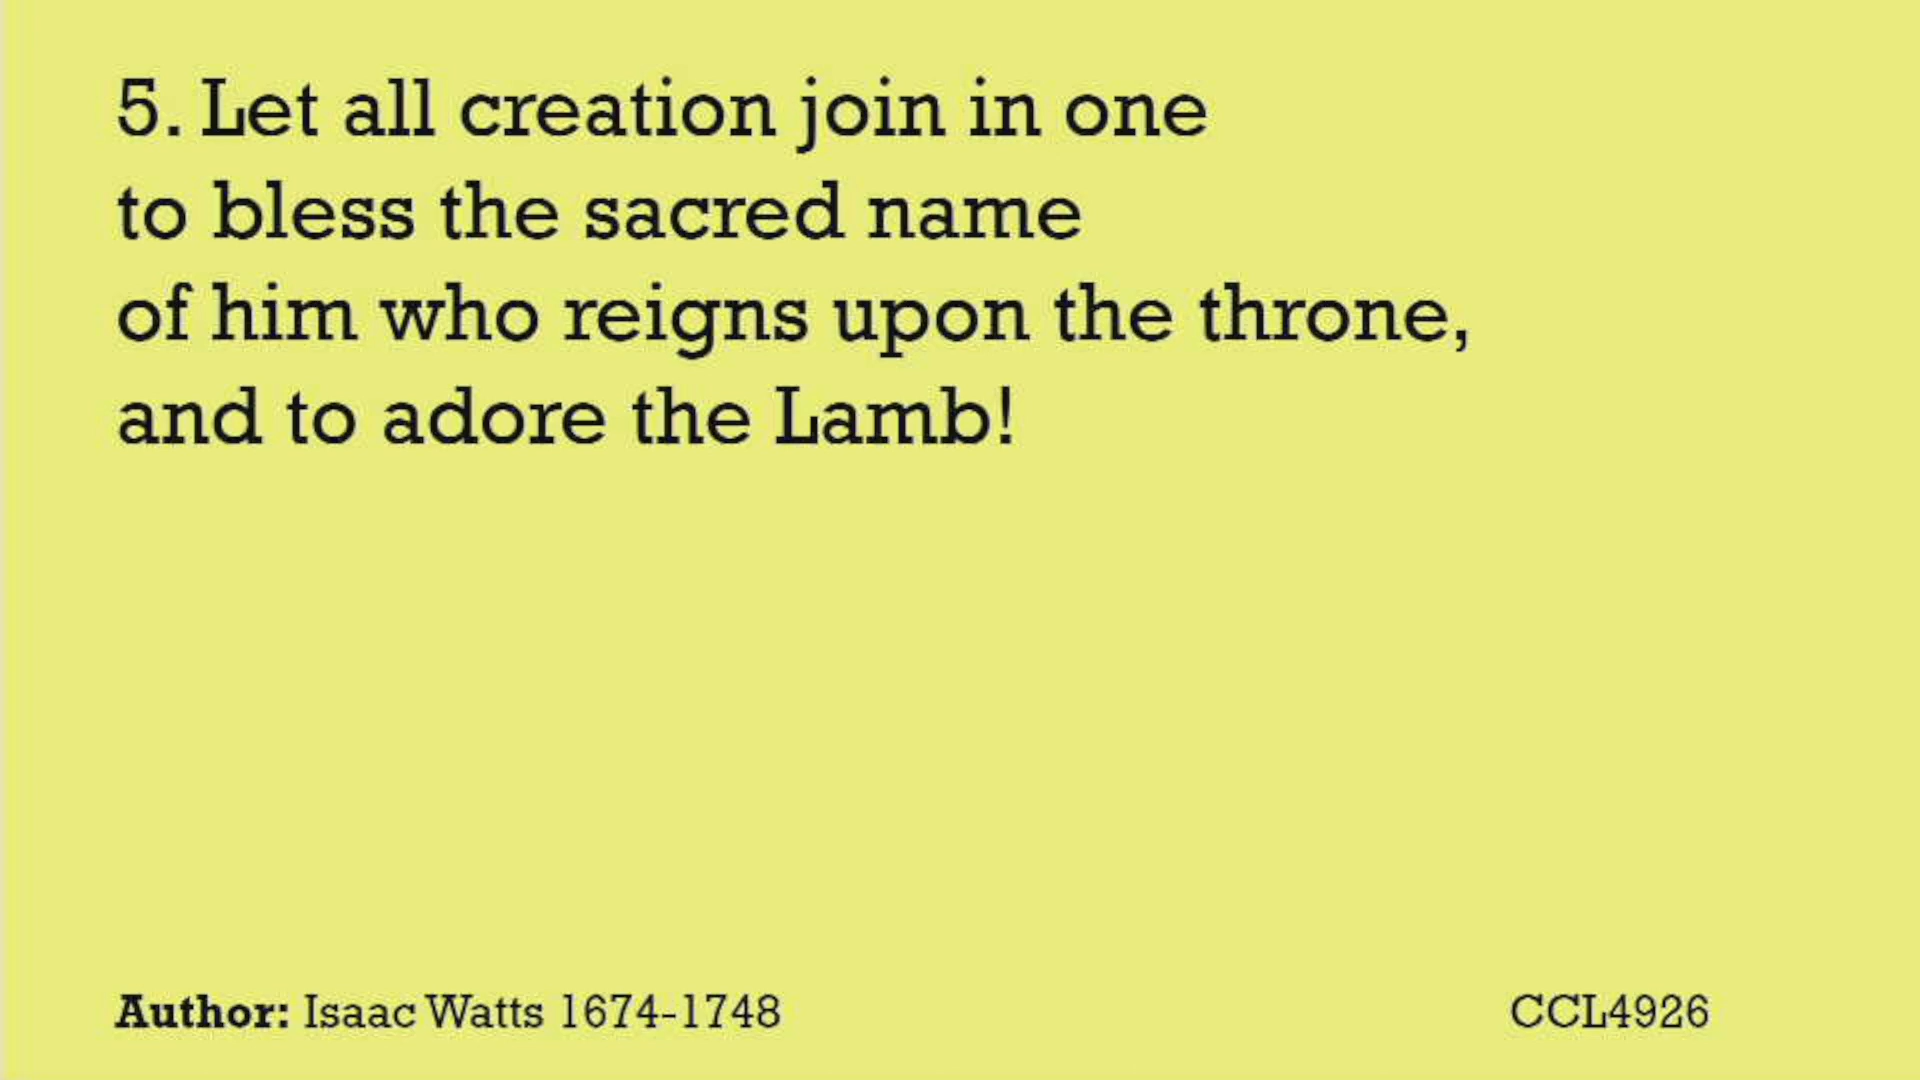 5. Let all creation join in one
to bless the sacred name
of him who reigns upon the throne,
and to adore the Lamb!
Author: Isaac Watts 1674-1748
CCL4926